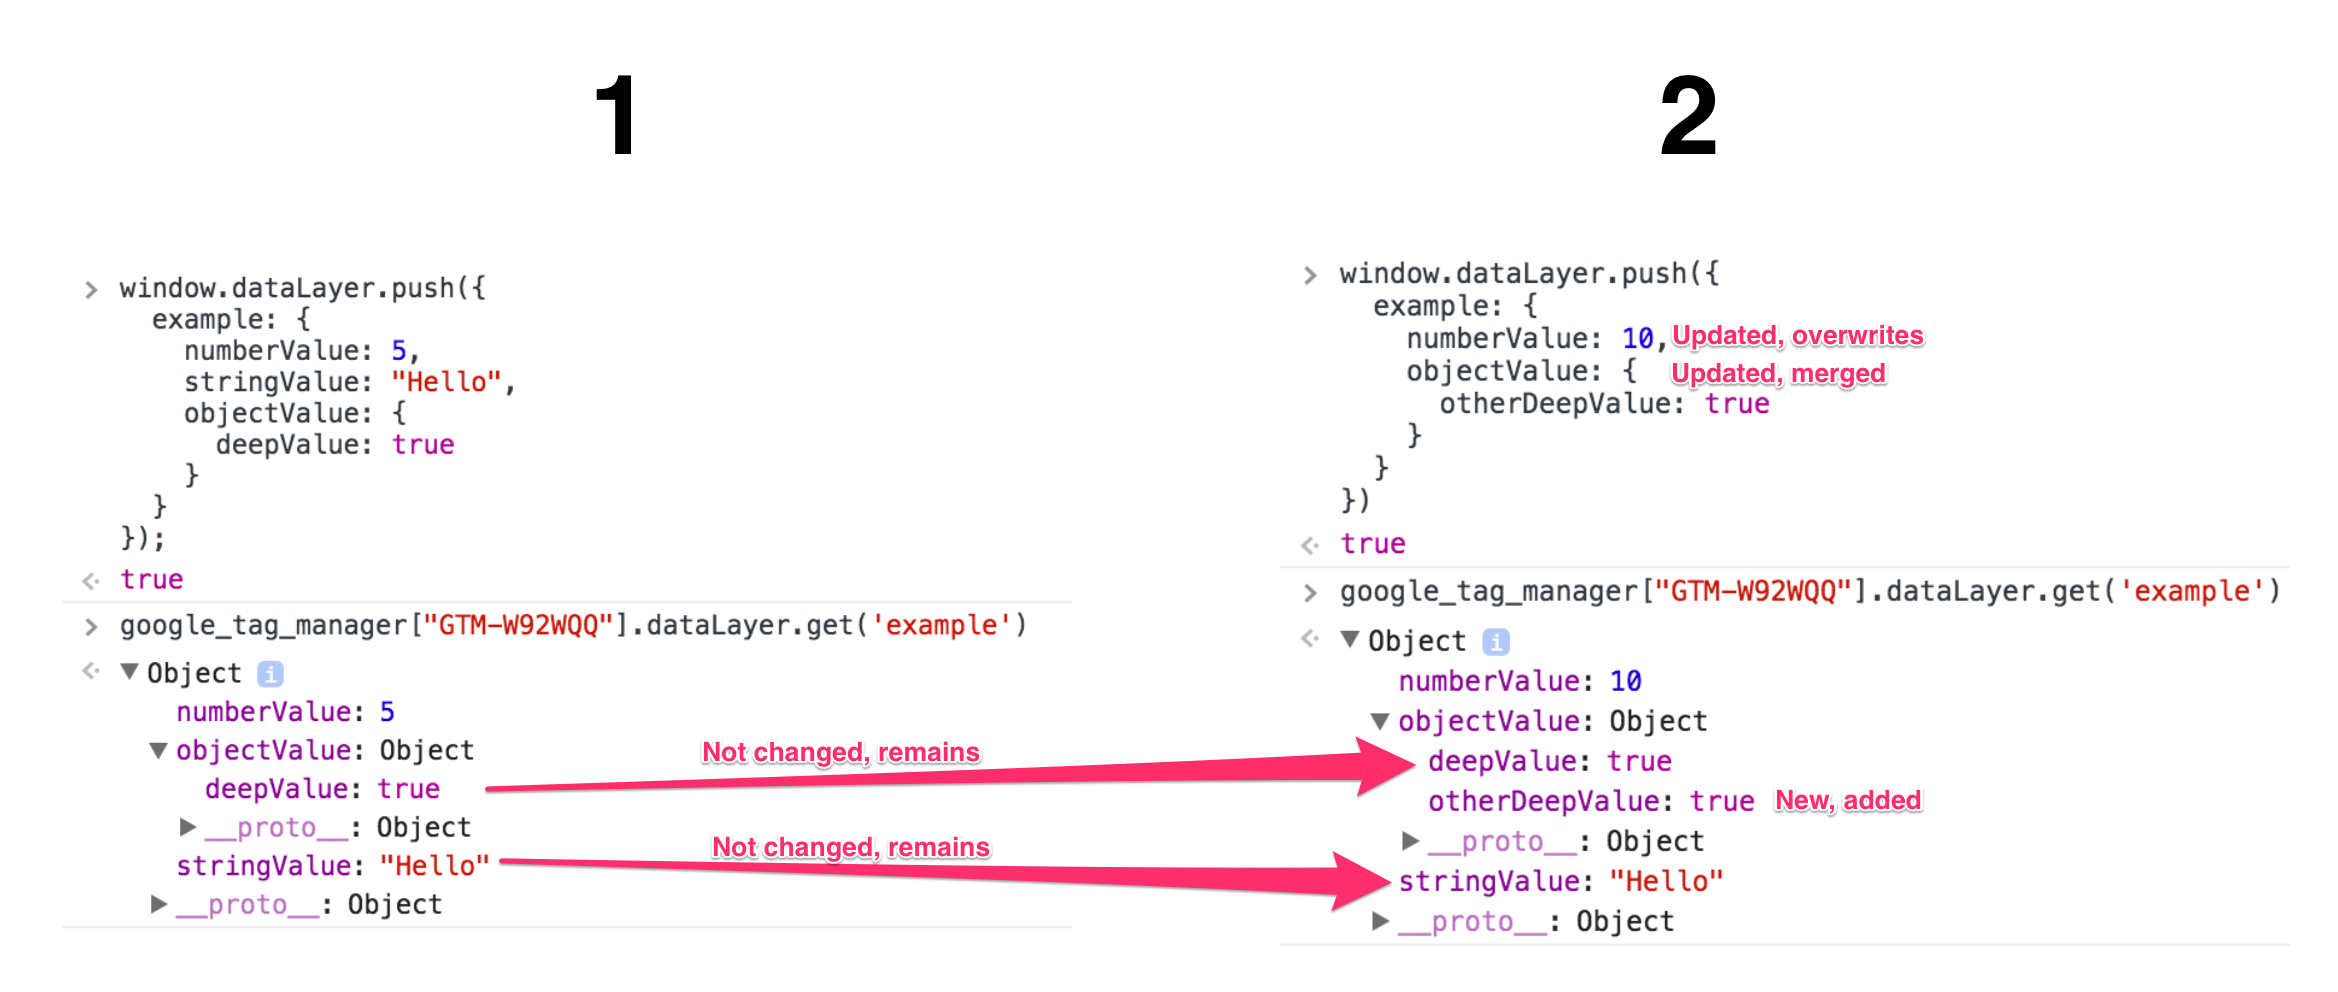 1
window.dataLayer.push({
example: {
numberValue: 5,
stringValue: "Hello",
objectValue: {
deepValue: true
}
}
});
true
google_tag_manager["GTM-W92WQQ"].dataLayer.get('example')
Object i
numberValue: 5
objectValue: Object
deepValue: true
__proto__: Object
stringValue: "Hello"
__proto__: Object
Not changed, remains
Not changed, remains
2
window.dataLayer.push({
example: {
numberValue: 10, Updated, overwrites
objectValue: { Updated, merged
otherDeepValue: true
}
}
})
true
google_tag_manager["GTM-W92WQQ"].dataLayer.get('example')
Object i
numberValue: 10
objectValue: Object
deepValue: true
otherDeepValue: true New, added
__proto__: Object
stringValue: "Hello"
__proto__: Object